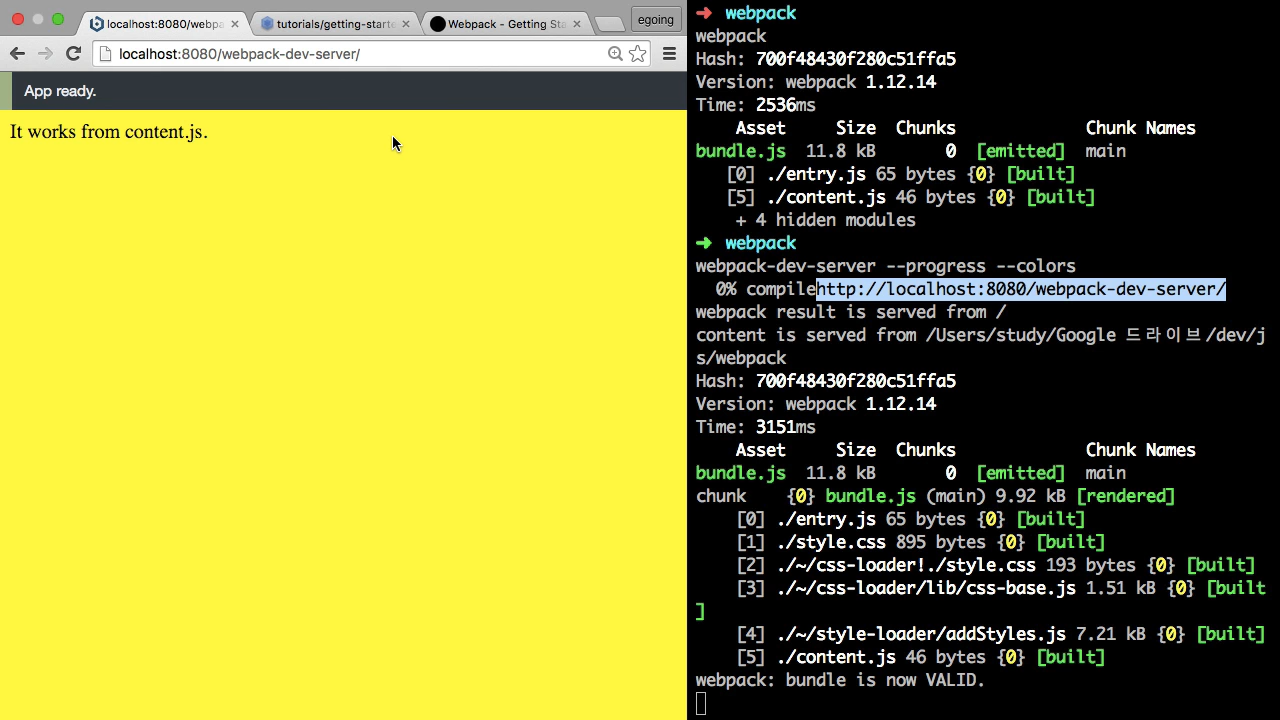 localhost:8080/webpa
tutorials/getting-starte
Webpack - Getting Sta
egoing
localhost:8080/webpack-dev-server/
App ready.
It works from content.js.
➜ webpack
webpack
Hash: 700f48430f280c51ffa5
Version: webpack 1.12.14
Time: 2536ms
Asset Size Chunks Chunk Names
bundle.js 11.8 kB 0 [emitted] main
[0] ./entry.js 65 bytes {0} [built]
[5] ./content.js 46 bytes {0} [built]
+ 4 hidden modules
➜ webpack
webpack-dev-server --progress --colors
0% compilehttp://localhost:8080/webpack-dev-server/
webpack result is served from /
content is served from /Users/study/Google 드라이브/dev/j
s/webpack
Hash: 700f48430f280c51ffa5
Version: webpack 1.12.14
Time: 3151ms
Asset Size Chunks Chunk Names
bundle.js 11.8 kB 0 [emitted] main
chunk {0} bundle.js (main) 9.92 kB [rendered]
[0] ./entry.js 65 bytes {0} [built]
[1] ./style.css 895 bytes {0} [built]
[2] ./~/css-loader!./style.css 193 bytes {0} [built]
[3] ./~/css-loader/lib/css-base.js 1.51 kB {0} [built
]
[4] ./~/style-loader/addStyles.js 7.21 kB {0} [built]
[5] ./content.js 46 bytes {0} [built]
webpack: bundle is now VALID.